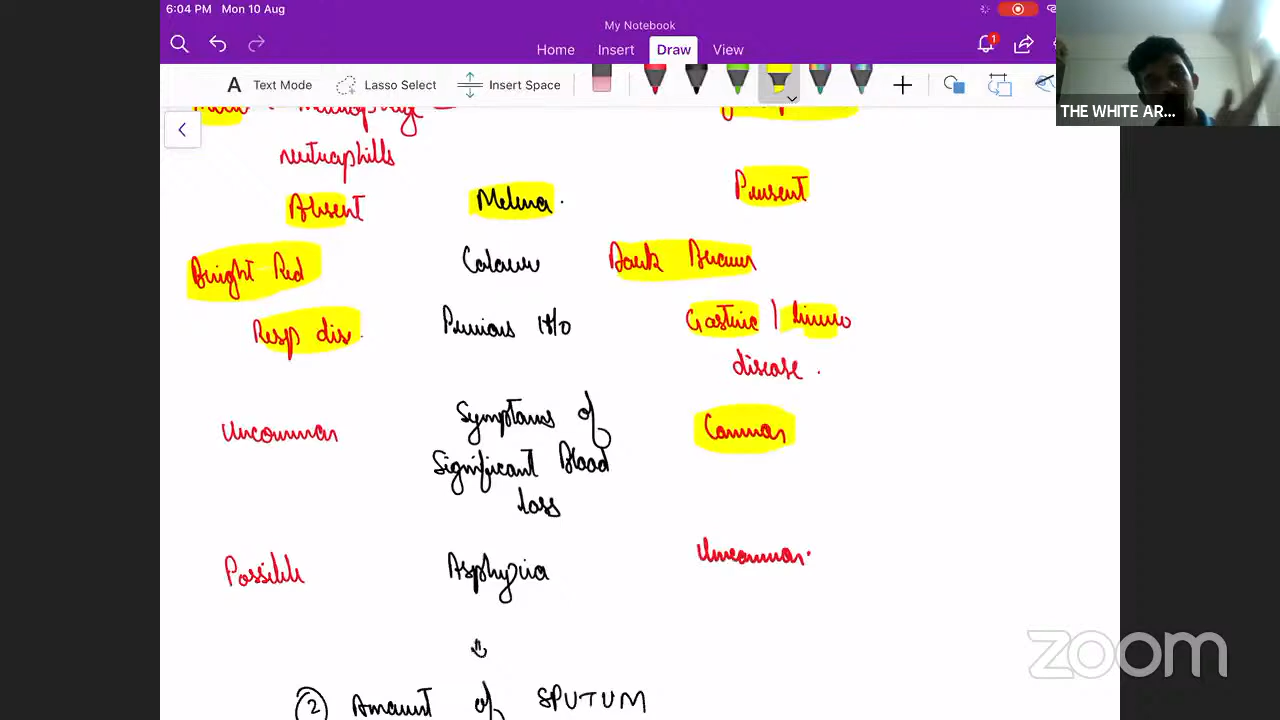 6:04 PM Mon 10 Aug
My Notebook
Home Insert Draw View
1
Text Mode Lasso Select Insert Space
THE WHITE AR...
neutrophills
Absent Melena. Present
Bright Red Colour Dark Brown
Resp dis. Previous H/O Gastric / Liver
disease.
Uncommon Symptoms of Common
Significant Blood
loss
Possible Asphyxia Uncommon.
zoom
2 Amount of SPUTUM